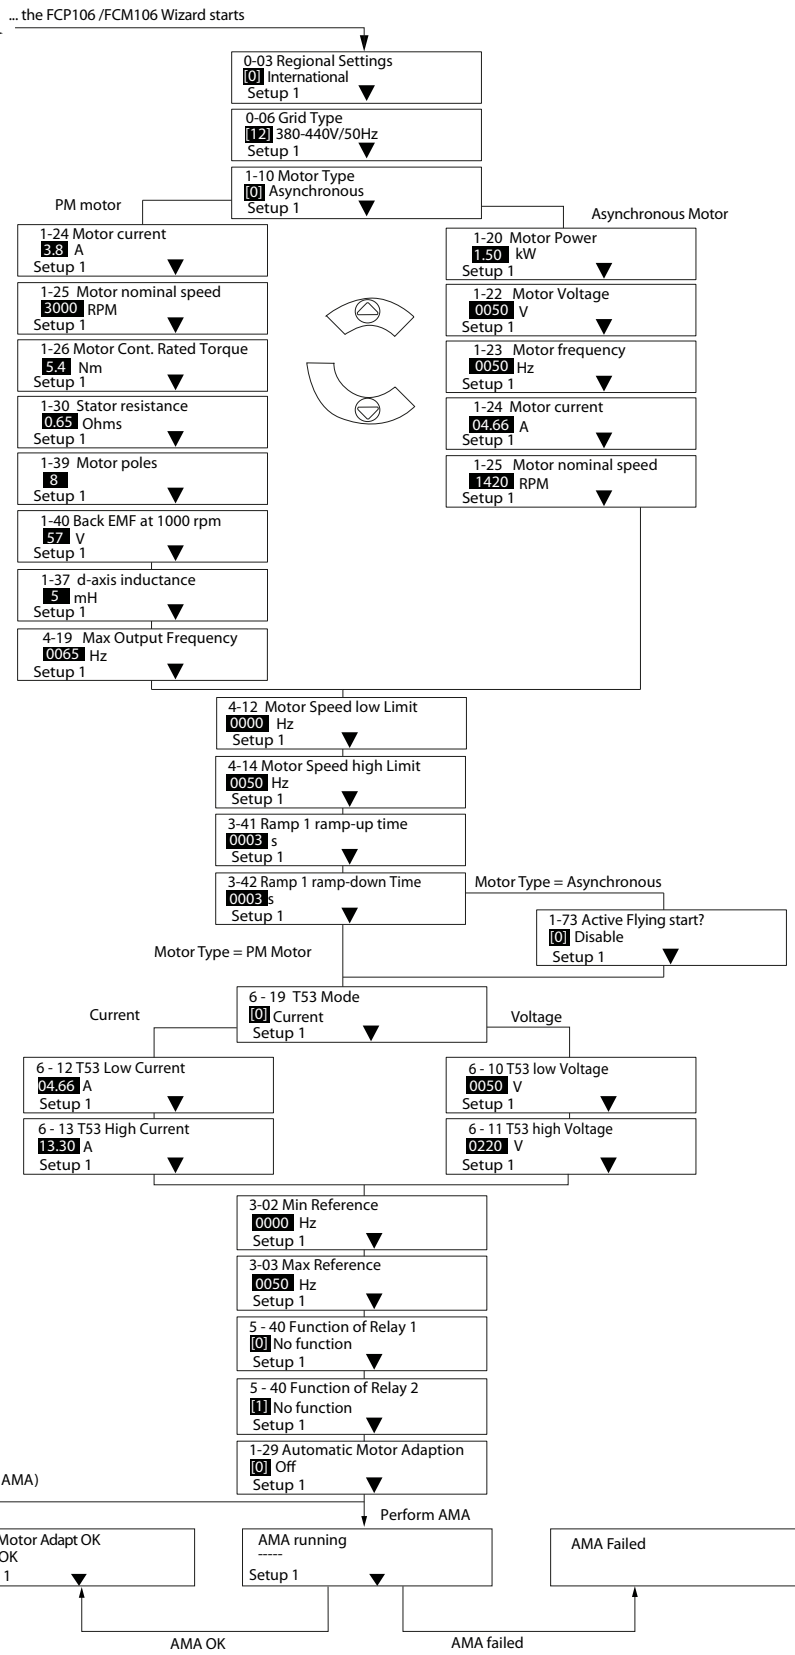 ... the FCP106 /FCM106 Wizard starts
0-03 Regional Settings
[0] International
Setup 1
0-06 Grid Type
[12] 380-440V/50Hz
Setup 1
1-10 Motor Type
[0] Asynchronous
Setup 1
PM motor
Asynchronous Motor
1-24 Motor current
3.8 A
Setup 1
1-25 Motor nominal speed
3000 RPM
Setup 1
1-26 Motor Cont. Rated Torque
5.4 Nm
Setup 1
1-30 Stator resistance
0.65 Ohms
Setup 1
1-39 Motor poles
8
Setup 1
1-40 Back EMF at 1000 rpm
57 V
Setup 1
1-37 d-axis inductance
5 mH
Setup 1
4-19 Max Output Frequency
0065 Hz
Setup 1
1-20 Motor Power
1.50 kW
Setup 1
1-22 Motor Voltage
0050 V
Setup 1
1-23 Motor frequency
0050 Hz
Setup 1
1-24 Motor current
04.66 A
Setup 1
1-25 Motor nominal speed
1420 RPM
Setup 1
4-12 Motor Speed low Limit
0000 Hz
Setup 1
4-14 Motor Speed high Limit
0050 Hz
Setup 1
3-41 Ramp 1 ramp-up time
0003 s
Setup 1
3-42 Ramp 1 ramp-down Time
0003 s
Setup 1
Motor Type = Asynchronous
1-73 Active Flying start?
[0] Disable
Setup 1
Motor Type = PM Motor
6 - 19 T53 Mode
[0] Current
Setup 1
Current
Voltage
6 - 12 T53 Low Current
04.66 A
Setup 1
6 - 13 T53 High Current
13.30 A
Setup 1
6 - 10 T53 low Voltage
0050 V
Setup 1
6 - 11 T53 high Voltage
0220 V
Setup 1
3-02 Min Reference
0000 Hz
Setup 1
3-03 Max Reference
0050 Hz
Setup 1
5 - 40 Function of Relay 1
[0] No function
Setup 1
5 - 40 Function of Relay 2
[1] No function
Setup 1
1-29 Automatic Motor Adaption
[0] Off
Setup 1
AMA)
Perform AMA
Motor Adapt OK
OK
1
AMA running
-----
Setup 1
AMA Failed
AMA OK
AMA failed